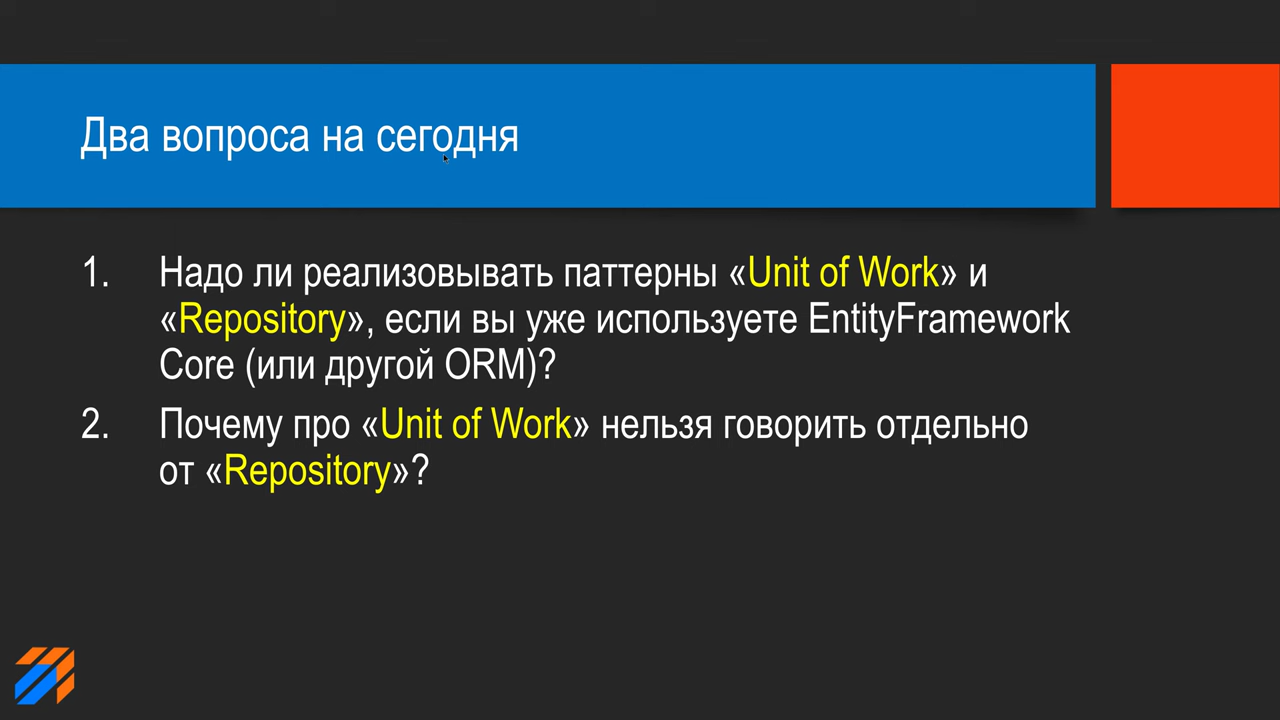 Два вопроса на сегодня
1. Надо ли реализовывать паттерны «Unit of Work» и
«Repository», если вы уже используете EntityFramework
Core (или другой ORM)?
2. Почему про «Unit of Work» нельзя говорить отдельно
от «Repository»?